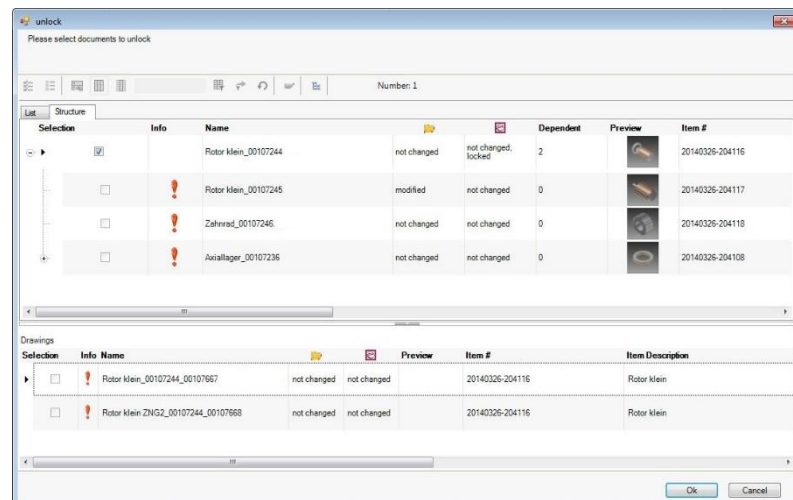 unlock
Please select documents to unlock
Number: 1
List Structure
Selection Info Name Dependent Preview Item #
Rotor klein_00107244 not changed not changed, locked 2 20140326-204116
Rotor klein_00107245 modified not changed 0 20140326-204117
Zahnrad_00107246. not changed not changed 0 20140326-204118
Axiallager_00107236 not changed not changed 0 20140326-204108
Drawings
Selection Info Name Preview Item # Item Description
Rotor klein_00107244_00107667 not changed not changed 20140326-204116 Rotor klein
Rotor klein ZNG2_00107244_00107668 not changed not changed 20140326-204116 Rotor klein
Ok Cancel